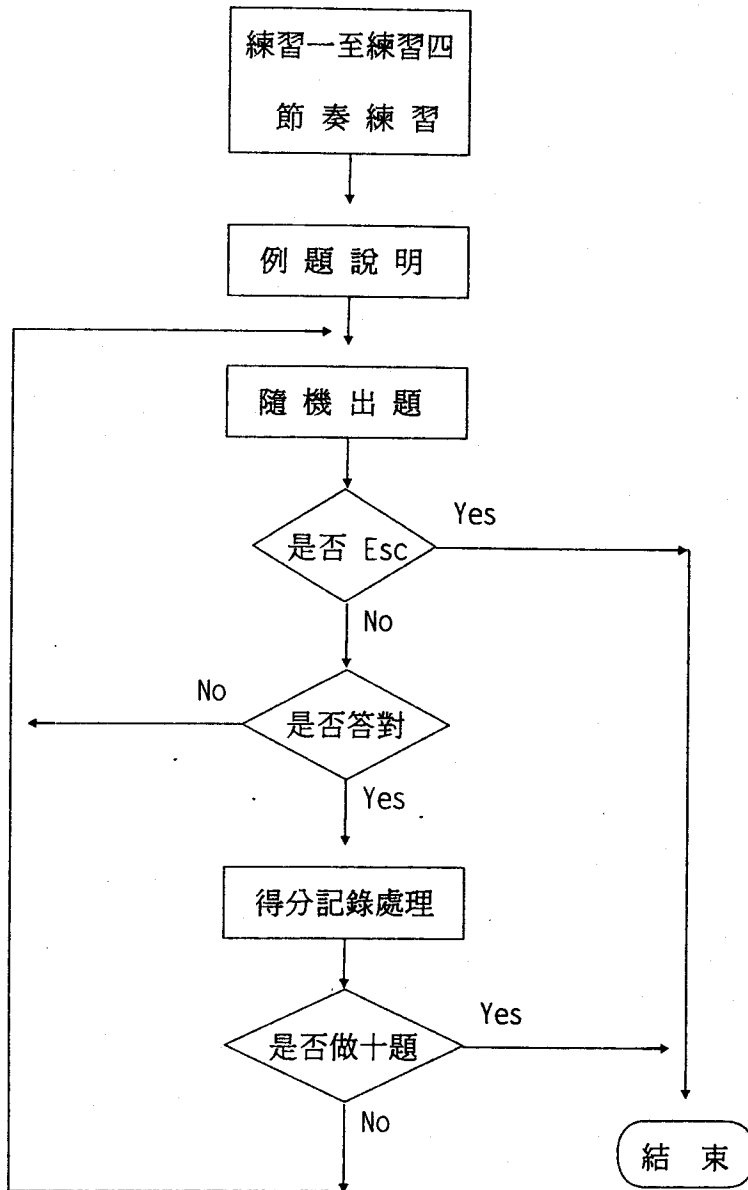 練習一至練習四
節奏練習
例題說明
隨機出題
是否 Esc
Yes
No
是否答對
No
Yes
得分記錄處理
是否做十題
Yes
No
結束